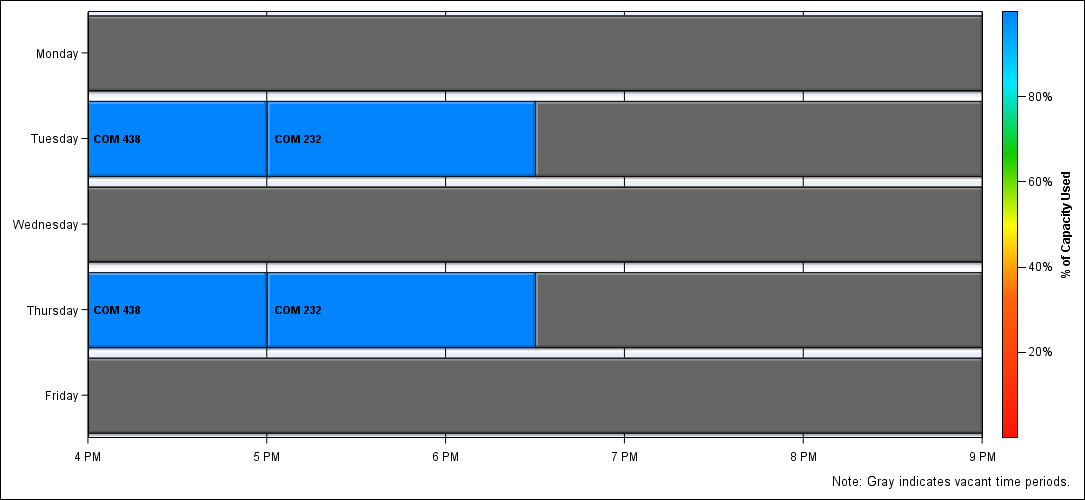 Monday
Tuesday
COM 438
COM 232
Wednesday
Thursday
COM 438
COM 232
Friday
4 PM
5 PM
6 PM
7 PM
8 PM
9 PM
80%
60%
40%
20%
% of Capacity Used
Note: Gray indicates vacant time periods.